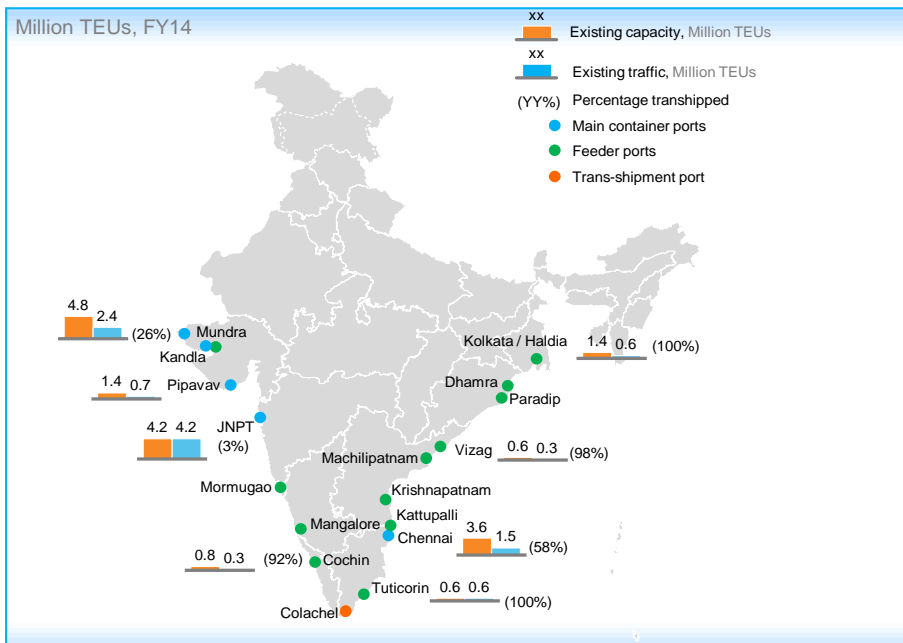 Million TEUs, FY14
xx
Existing capacity, Million TEUs
xx
Existing traffic, Million TEUs
(YY%) Percentage transhipped
Main container ports
Feeder ports
Trans-shipment port
4.8 2.4 (26%)
Mundra
Kandla
1.4 0.7
Pipavav
4.2 4.2
JNPT
(3%)
Kolkata / Haldia
1.4 0.6 (100%)
Dhamra
Paradip
Vizag
0.6 0.3 (98%)
Machilipatnam
Mormugao
Krishnapatnam
Kattupalli
Mangalore
Chennai
3.6 1.5 (58%)
0.8 0.3 (92%)
Cochin
Tuticorin
0.6 0.6 (100%)
Colachel